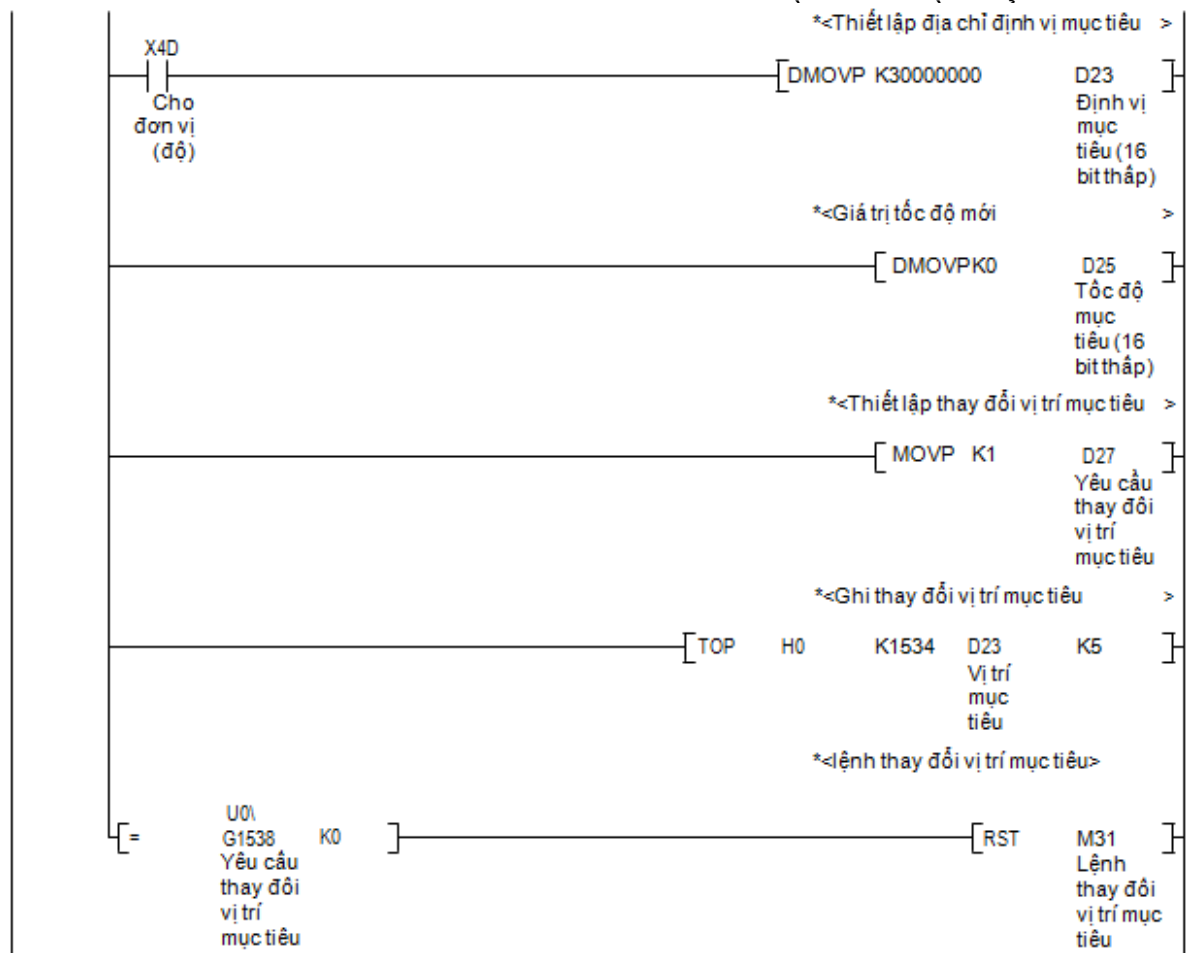 *<Thiết lập địa chỉ định vị mục tiêu >
X4D
DMOVP K30000000 D23
Cho
đơn vị
(độ)
Định vị
mục
tiêu (16
bit thấp)
*<Giá trị tốc độ mới >
DMOVPK0 D25
Tốc độ
mục
tiêu (16
bit thấp)
*<Thiết lập thay đổi vị trí mục tiêu >
MOVP K1 D27
Yêu cầu
thay đôi
vị trí
mục tiêu
*<Ghi thay đổi vị trí mục tiêu >
TOP H0 K1534 D23 K5
Vị trí
mục
tiêu
*<lệnh thay đổi vị trí mục tiêu>
U0\
= G1538 K0 RST M31
Yêu cầu
thay đôi
vị trí
mục tiêu
Lệnh
thay đôi
vị trí mục
tiêu